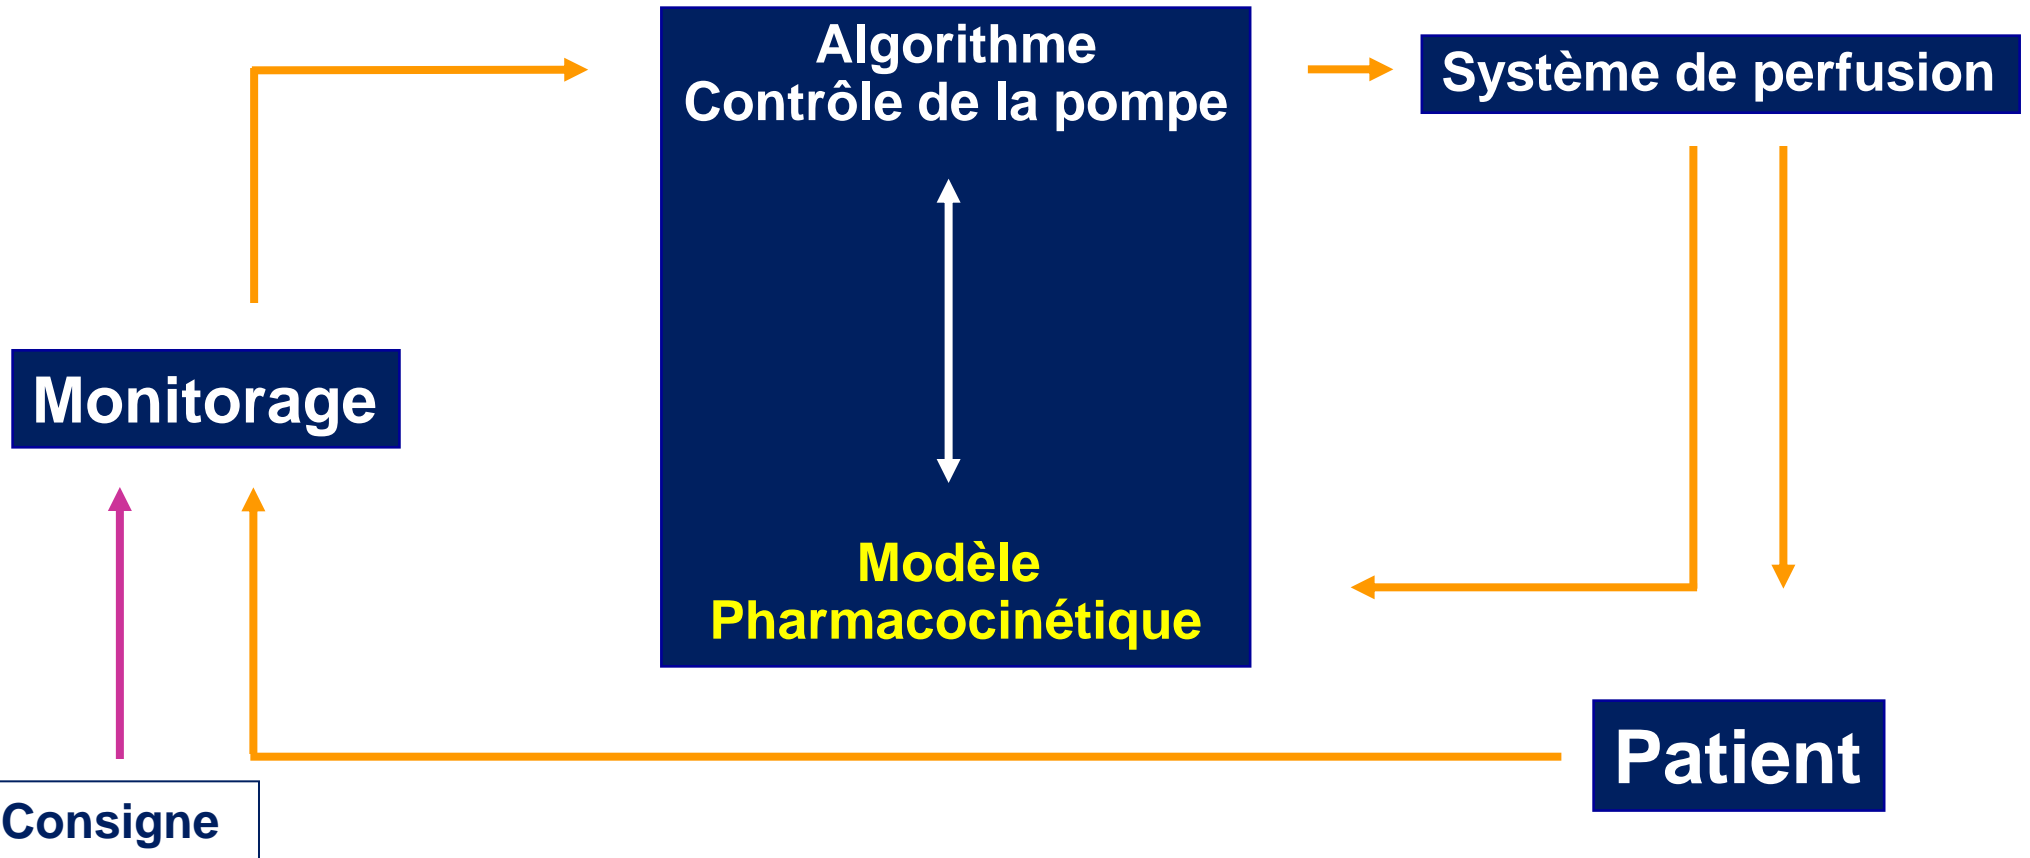 Algorithme
Contrôle de la pompe
Système de perfusion
Monitorage
Modèle
Pharmacocinétique
Patient
Consigne